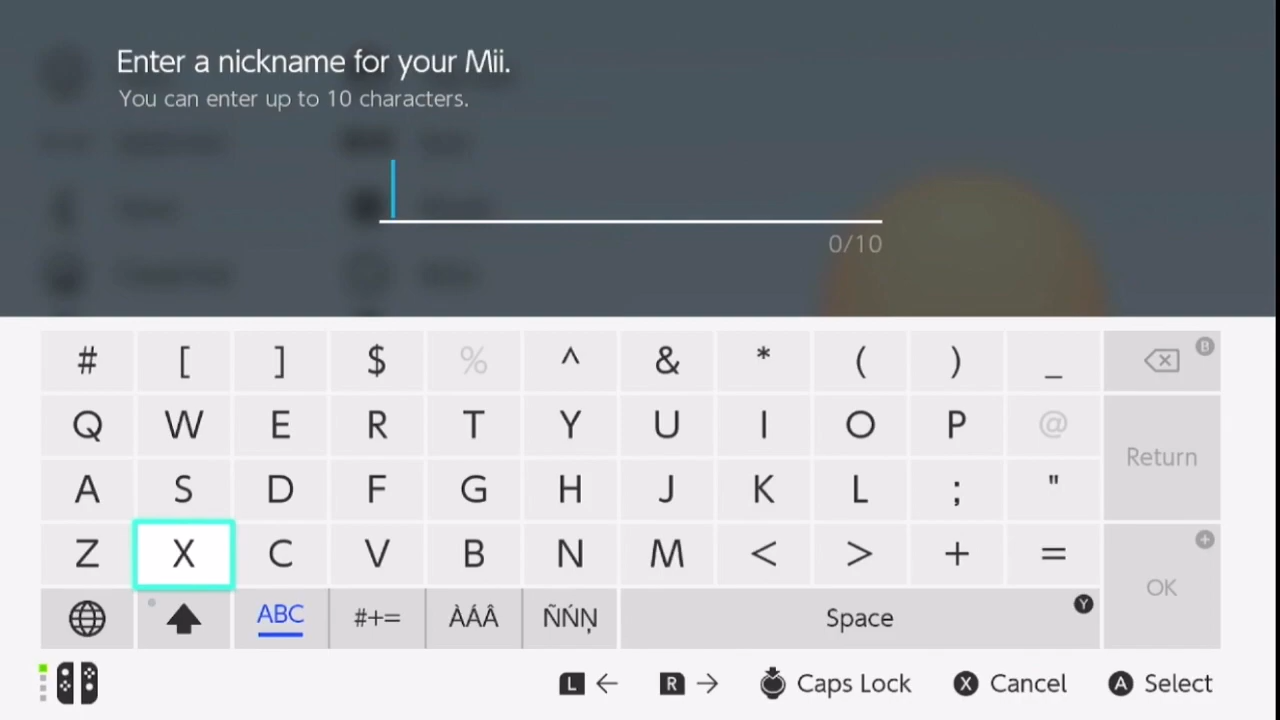 Enter a nickname for your Mii.
You can enter up to 10 characters.
0/10
# [ ] $ % ^ & * ( ) _ B
Q W E R T Y U I O P @ Return
A S D F G H J K L ; "
Z X C V B N M < > + = OK
ABC #+= ÀÁÂ ÑŃŅ Space Y
L ← R → Caps Lock X Cancel A Select